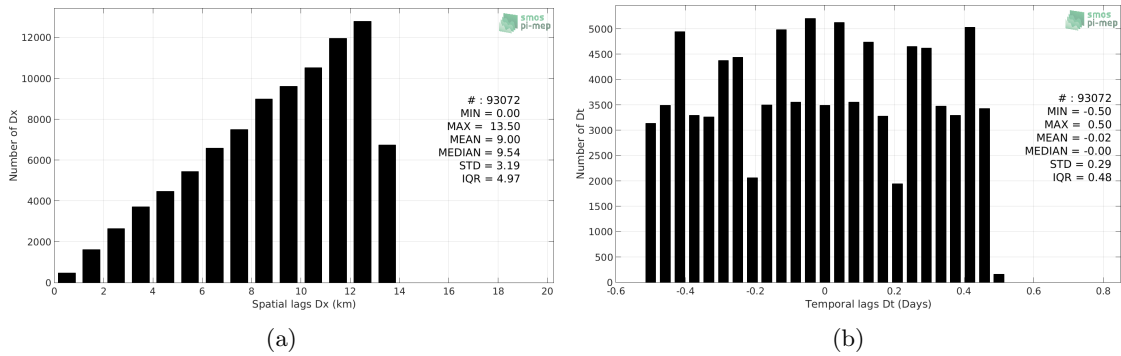 smos
pi-mep
12000
10000
8000
6000
4000
2000
0
Number of Dx
# : 93072
MIN = 0.00
MAX = 13.50
MEAN = 9.00
MEDIAN = 9.54
STD = 3.19
IQR = 4.97
0 2 4 6 8 10 12 14 16 18 20
Spatial lags Dx (km)
(a)
smos
pi-mep
5000
4500
4000
3500
3000
2500
2000
1500
1000
500
0
Number of Dt
# : 93072
MIN = -0.50
MAX = 0.50
MEAN = -0.02
MEDIAN = -0.00
STD = 0.29
IQR = 0.48
-0.6 -0.4 -0.2 0 0.2 0.4 0.6 0.8
Temporal lags Dt (Days)
(b)